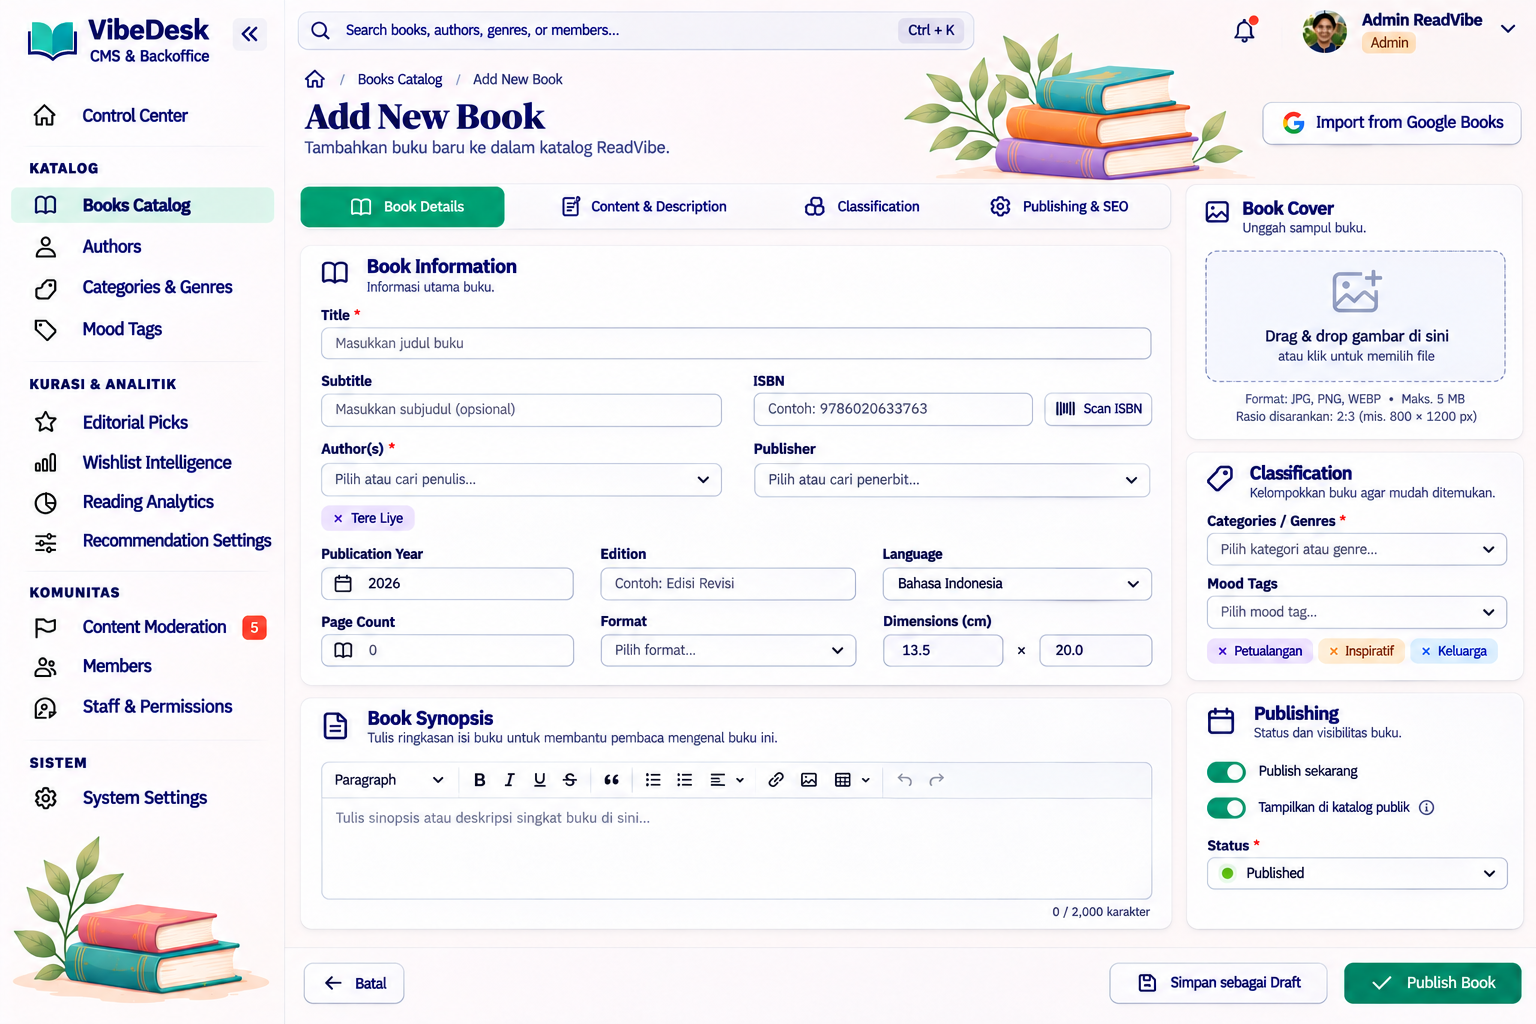 VibeDesk
CMS & Backoffice
Control Center
KATALOG
Books Catalog
Authors
Categories & Genres
Mood Tags
KURASI & ANALITIK
Editorial Picks
Wishlist Intelligence
Reading Analytics
Recommendation Settings
KOMUNITAS
Content Moderation 5
Members
Staff & Permissions
SISTEM
System Settings
Search books, authors, genres, or members... Ctrl + K
Admin ReadVibe
Admin
/ Books Catalog / Add New Book
Add New Book
Tambahkan buku baru ke dalam katalog ReadVibe.
Import from Google Books
Book Details Content & Description Classification Publishing & SEO
Book Information
Informasi utama buku.
Title *
Masukkan judul buku
Subtitle ISBN
Masukkan subjudul (opsional) Contoh: 9786020633763 Scan ISBN
Author(s) * Publisher
Pilih atau cari penulis... Pilih atau cari penerbit...
× Tere Liye
Publication Year Edition Language
2026 Contoh: Edisi Revisi Bahasa Indonesia
Page Count Format Dimensions (cm)
0 Pilih format... 13.5 × 20.0
Book Synopsis
Tulis ringkasan isi buku untuk membantu pembaca mengenal buku ini.
Paragraph B I U S
Tulis sinopsis atau deskripsi singkat buku di sini...
0 / 2,000 karakter
Book Cover
Unggah sampul buku.
Drag & drop gambar di sini
atau klik untuk memilih file
Format: JPG, PNG, WEBP • Maks. 5 MB
Rasio disarankan: 2:3 (mis. 800 × 1200 px)
Classification
Kelompokkan buku agar mudah ditemukan.
Categories / Genres *
Pilih kategori atau genre...
Mood Tags
Pilih mood tag...
× Petualangan × Inspiratif × Keluarga
Publishing
Status dan visibilitas buku.
Publish sekarang
Tampilkan di katalog publik
Status *
Published
Batal Simpan sebagai Draft Publish Book